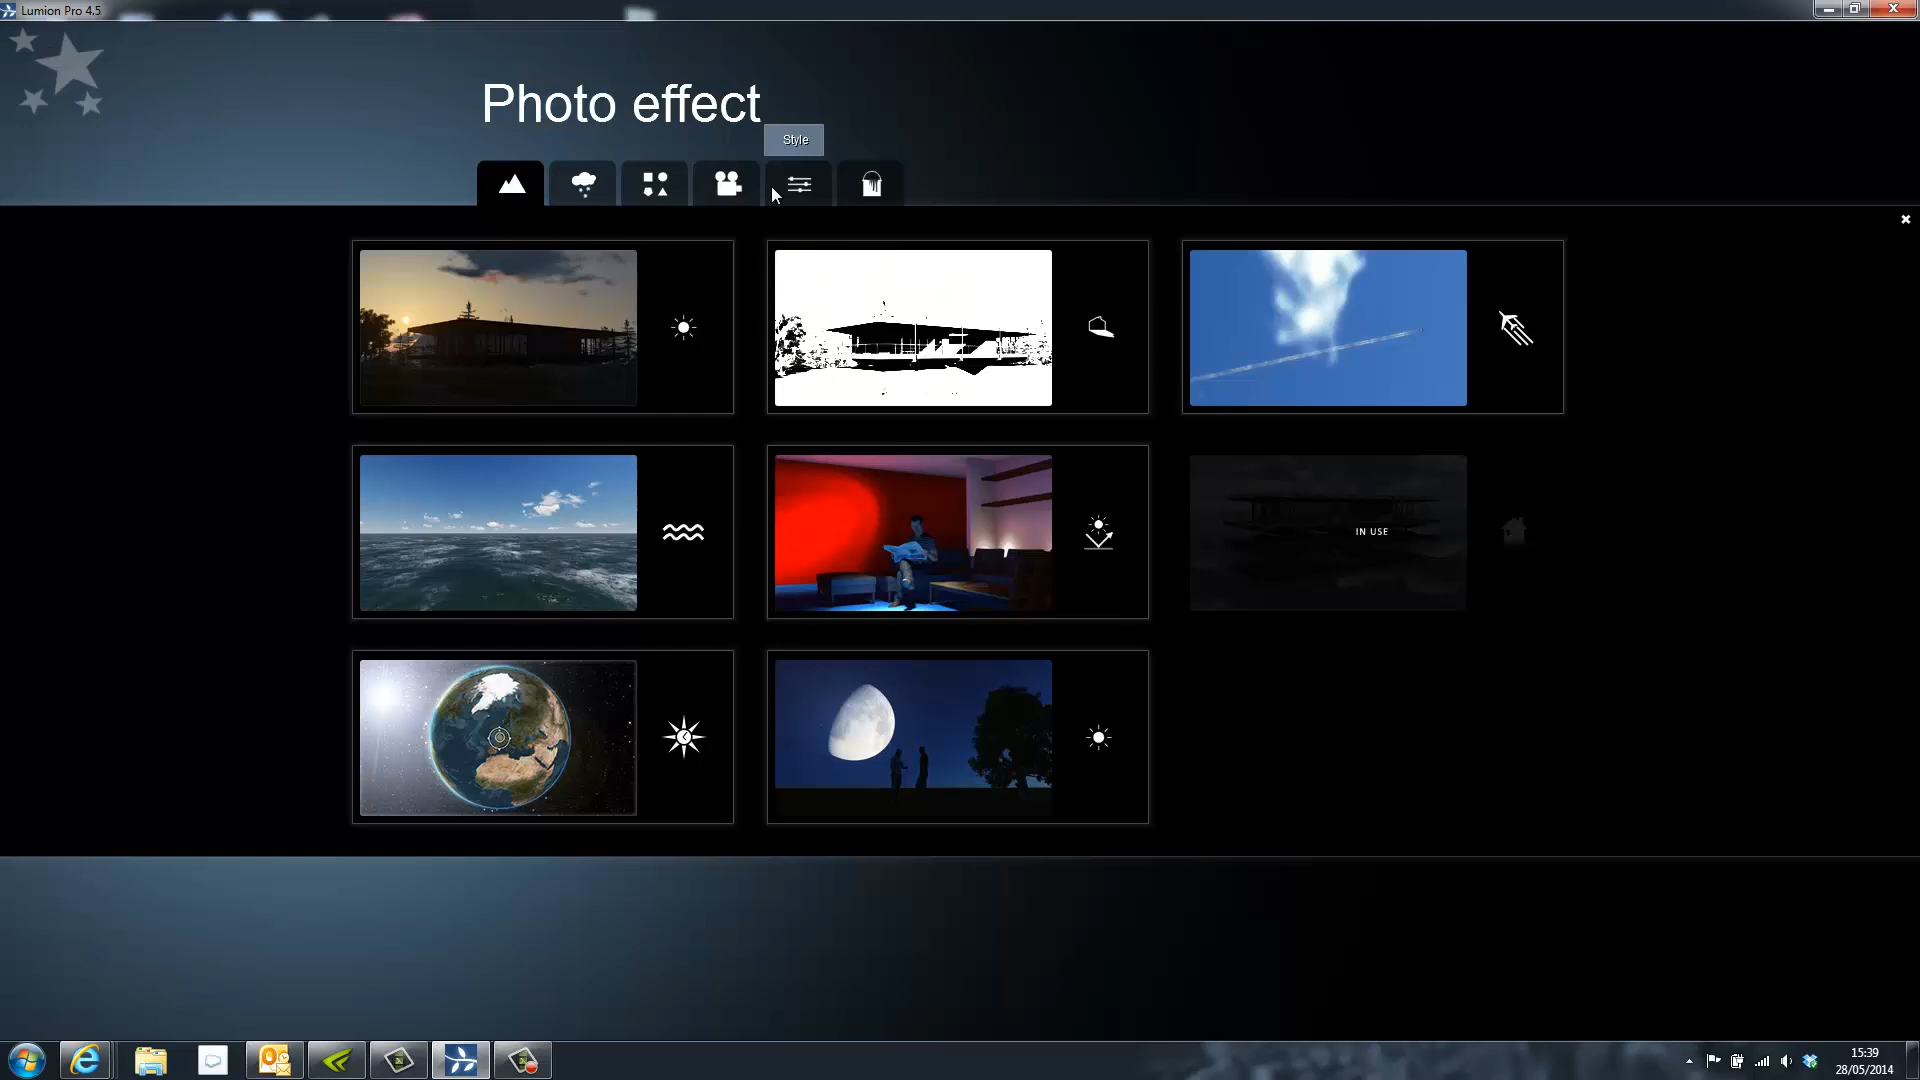 Lumion Pro 4.5
Photo effect
Style
IN USE
15:39
28/05/2014